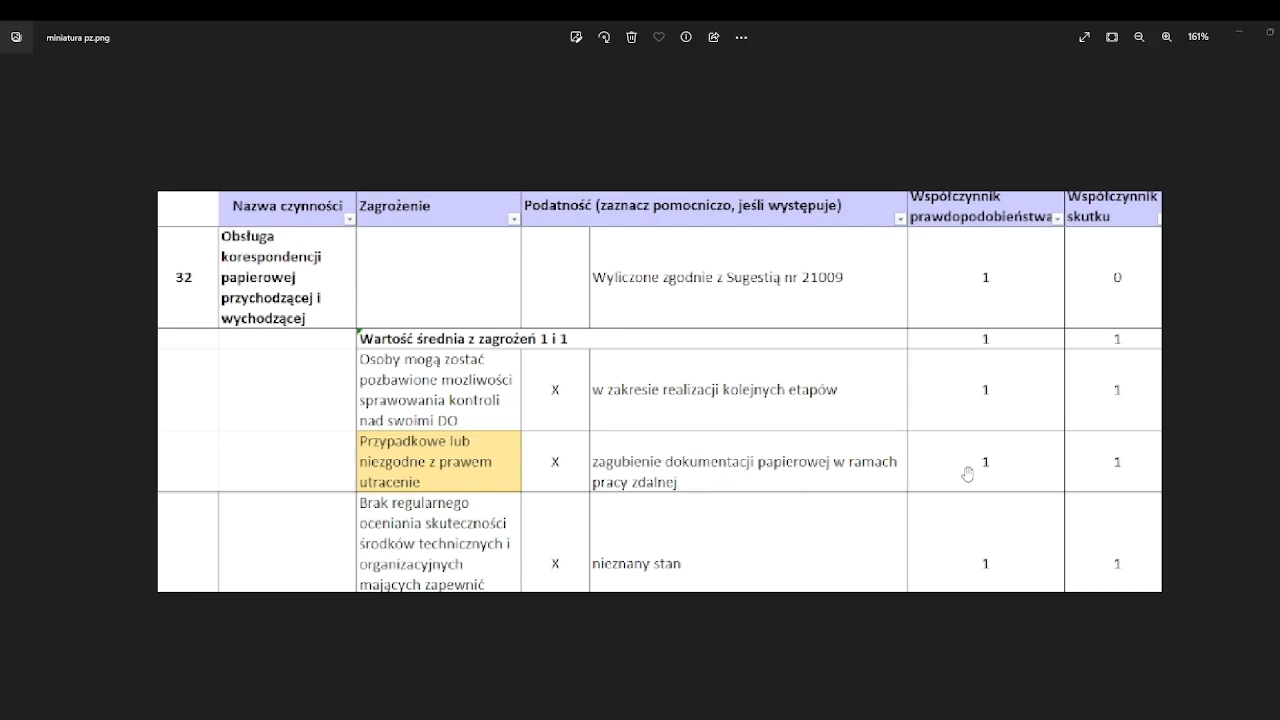 miniatura pz.png
161%
Nazwa czynności
Zagrożenie
Podatność (zaznacz pomocniczo, jeśli występuje)
Współczynnik
prawdopodobieństwa
Współczynnik
skutku
32
Obsługa
korespondencji
papierowej
przychodzącej i
wychodzącej
Wyliczone zgodnie z Sugestią nr 21009
1
0
Wartość średnia z zagrożeń 1 i 1
1
1
Osoby mogą zostać
pozbawione mozliwości
sprawowania kontroli
nad swoimi DO
X
w zakresie realizacji kolejnych etapów
1
1
Przypadkowe lub
niezgodne z prawem
utracenie
X
zagubienie dokumentacji papierowej w ramach
pracy zdalnej
1
1
Brak regularnego
oceniania skuteczności
środków technicznych i
organizacyjnych
mających zapewnić
X
nieznany stan
1
1